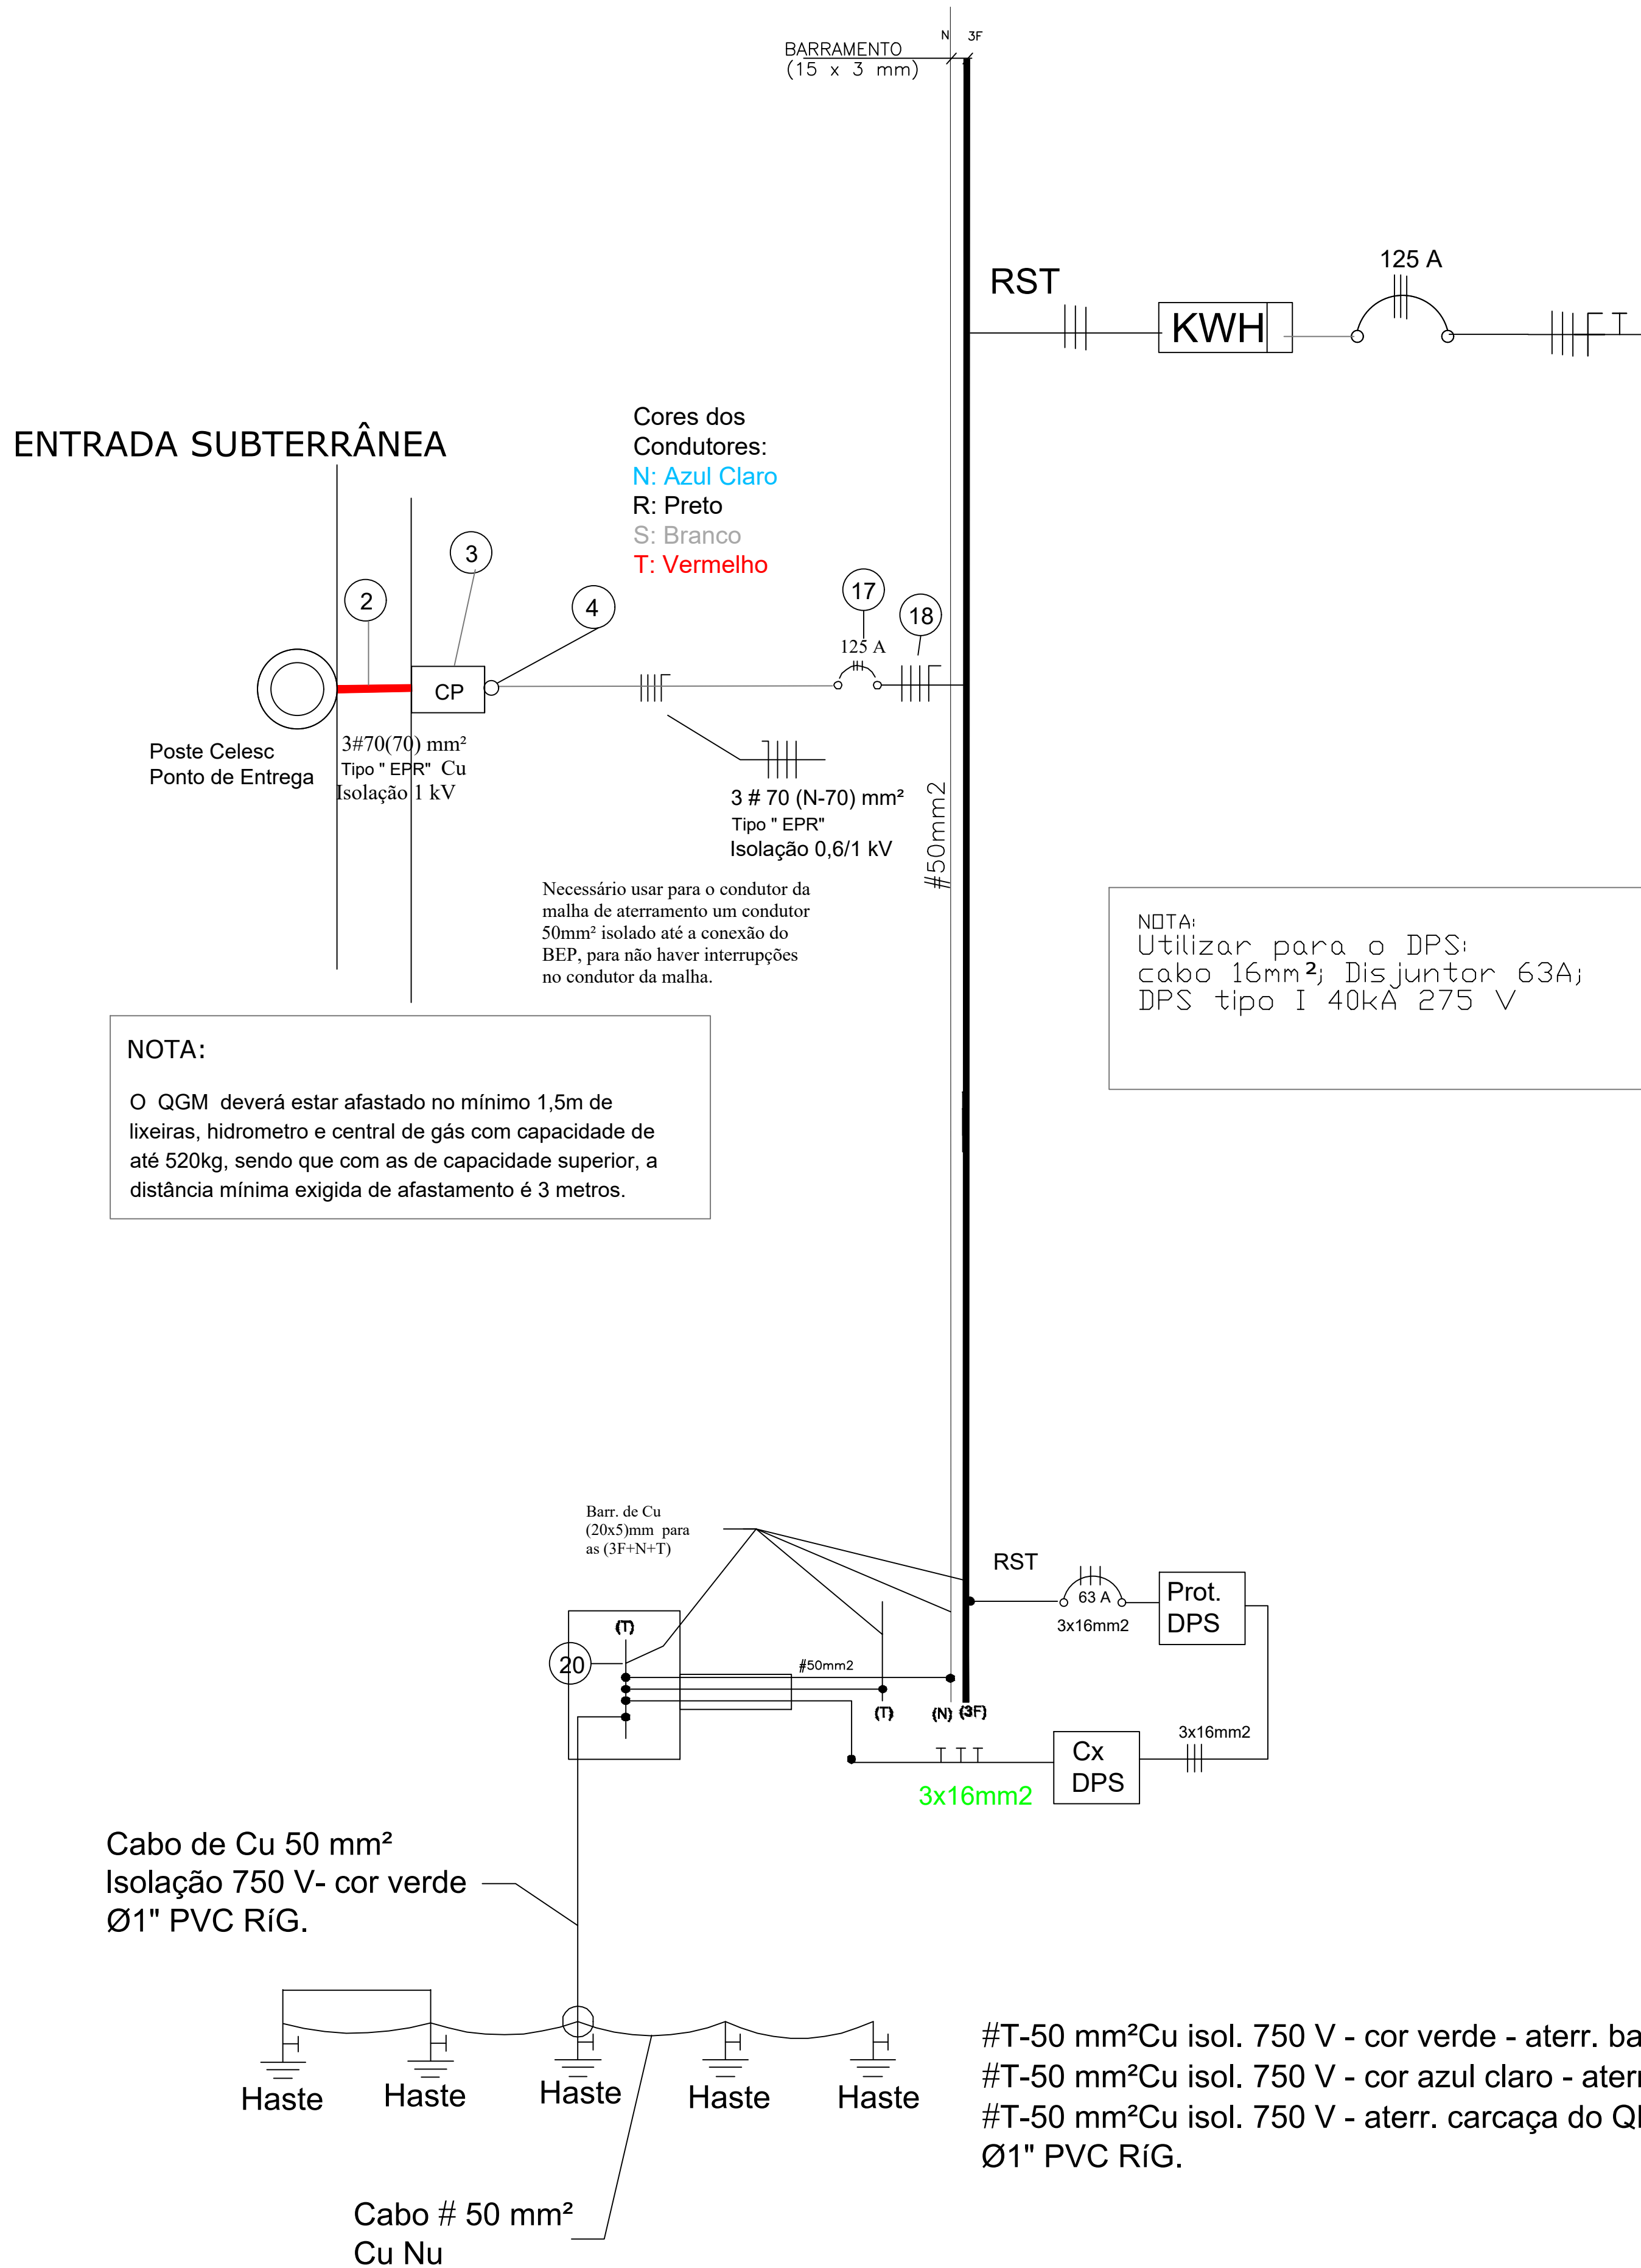 N 3F
BARRAMENTO
(15 x 3 mm)
125 A
RST
KWH
T
ENTRADA SUBTERRÂNEA
Cores dos
Condutores:
N: Azul Claro
R: Preto
S: Branco
T: Vermelho
3
2
4
17
18
125 A
CP
Poste Celesc
Ponto de Entrega
3#70(70) mm²
Tipo " EPR" Cu
Isolação 1 kV
3 # 70 (N-70) mm²
Tipo " EPR"
Isolação 0,6/1 kV
#50mm2
Necessário usar para o condutor da
malha de aterramento um condutor
50mm² isolado até a conexão do
BEP, para não haver interrupções
no condutor da malha.
NOTA:
Utilizar para o DPS:
cabo 16mm²; Disjuntor 63A;
DPS tipo I 40kA 275 V
NOTA:
O QGM deverá estar afastado no mínimo 1,5m de
lixeiras, hidrometro e central de gás com capacidade de
até 520kg, sendo que com as de capacidade superior, a
distância mínima exigida de afastamento é 3 metros.
Barr. de Cu
(20x5)mm para
as (3F+N+T)
RST
63 A
3x16mm2
Prot.
DPS
(T)
20
#50mm2
(T) (N) (3F)
3x16mm2
T T T
Cx
DPS
3x16mm2
Cabo de Cu 50 mm²
Isolação 750 V- cor verde
Ø1" PVC RíG.
Haste Haste Haste Haste Haste
#T-50 mm²Cu isol. 750 V - cor verde - aterr. ba
#T-50 mm²Cu isol. 750 V - cor azul claro - aterr
#T-50 mm²Cu isol. 750 V - aterr. carcaça do Q
Ø1" PVC RíG.
Cabo # 50 mm²
Cu Nu